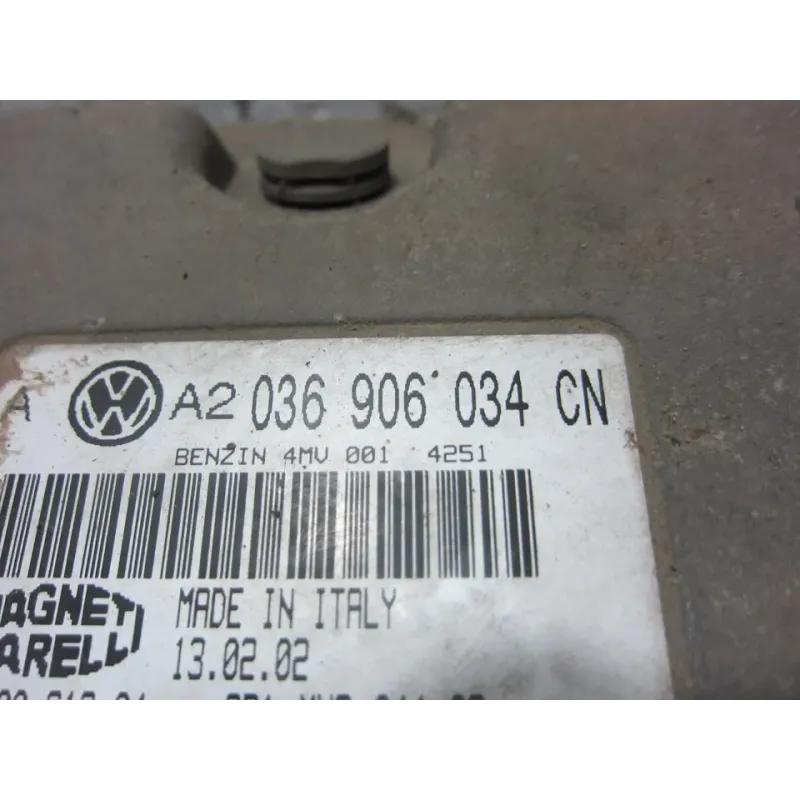 A A2 036 906 034 CN
BENZIN 4MV 001 4251
MADE IN ITALY
13.02.02